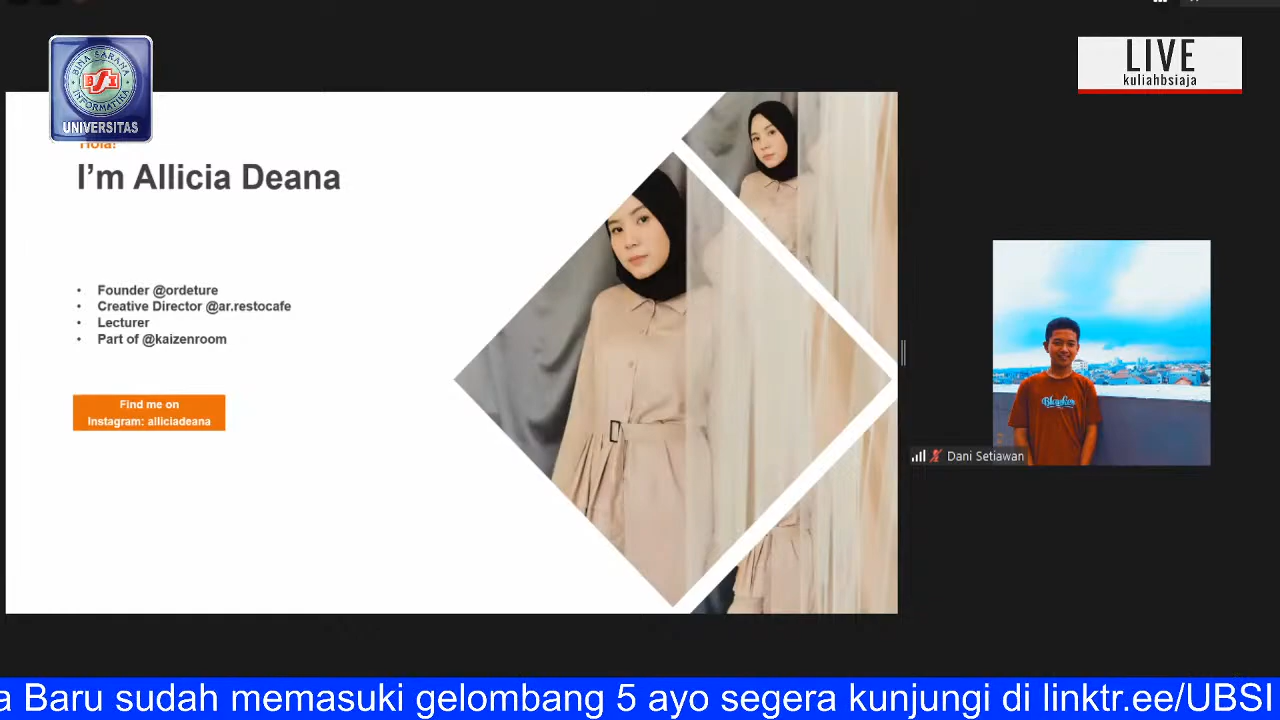 BINA SARANA
BSI
INFORMATIKA
UNIVERSITAS
LIVE
kuliahbsiaja
Hola!
I'm Allicia Deana
• Founder @ordeture
• Creative Director @ar.restocafe
• Lecturer
• Part of @kaizenroom
Find me on
Instagram: alliciadeana
Dani Setiawan
a Baru sudah memasuki gelombang 5 ayo segera kunjungi di linktr.ee/UBSI